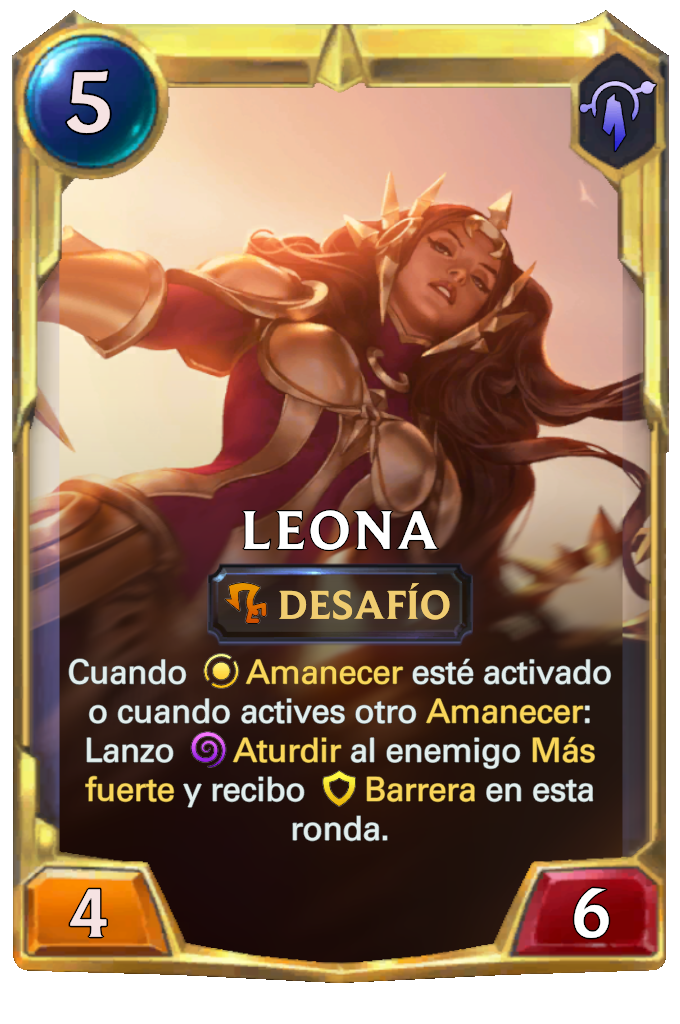 5
LEONA
DESAFÍO
Cuando Amanecer esté activado
o cuando actives otro Amanecer:
Lanzo Aturdir al enemigo Más
fuerte y recibo Barrera en esta
ronda.
4 6